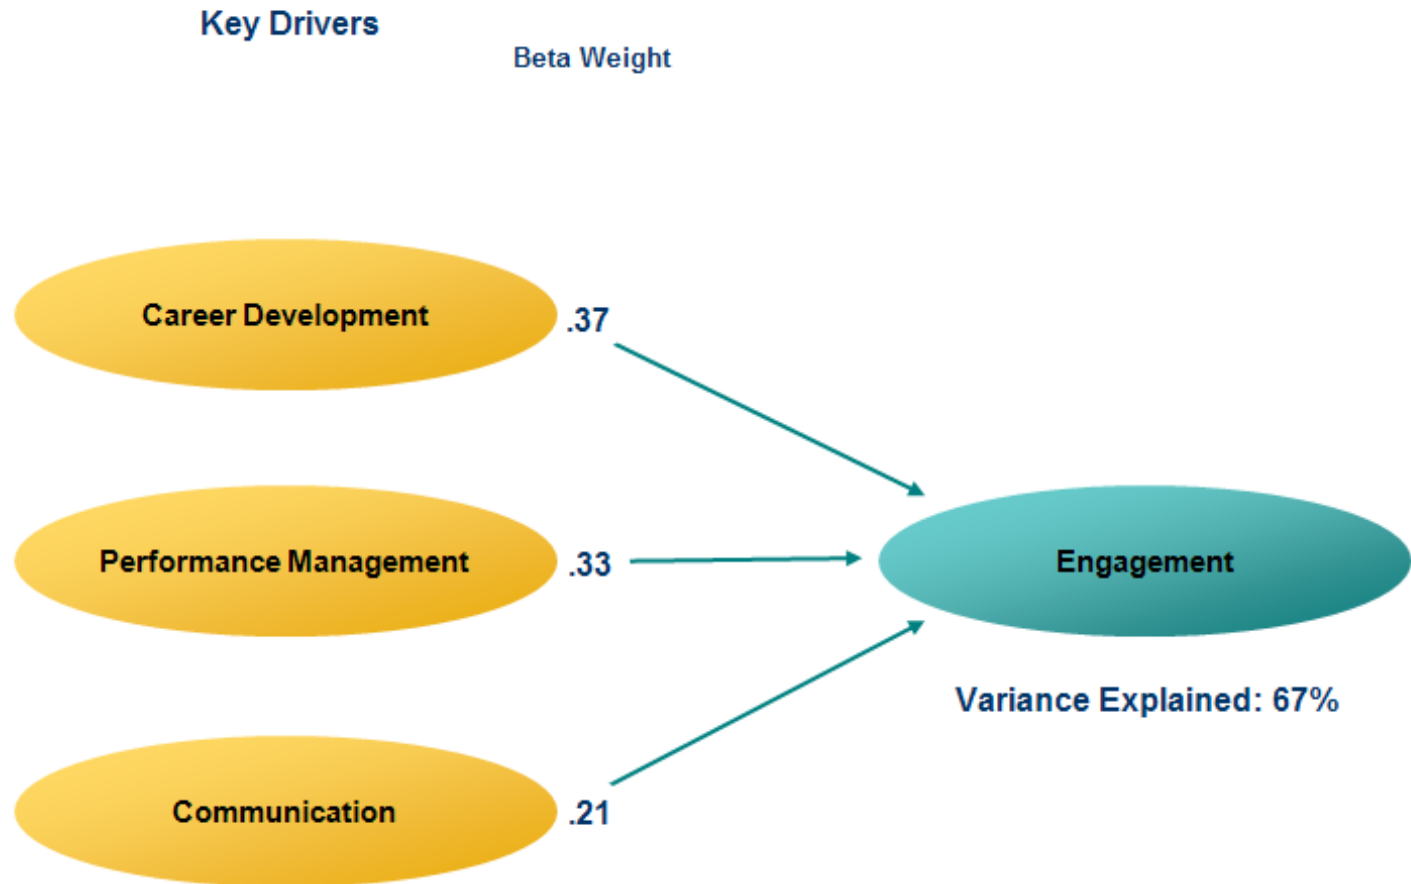 Key Drivers
Beta Weight
Career Development
.37
Performance Management
.33
Engagement
Variance Explained: 67%
Communication
.21